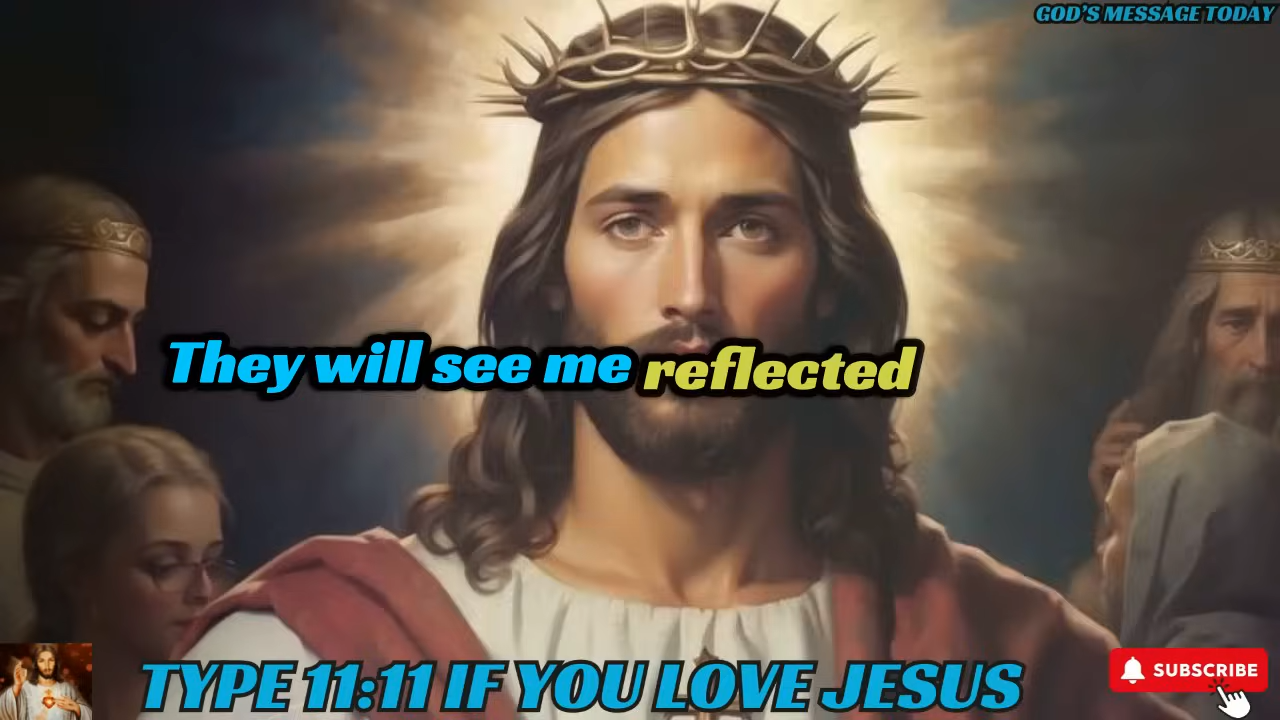 GOD'S MESSAGE TODAY
They will see me reflected
TYPE 11:11 IF YOU LOVE JESUS
SUBSCRIBE